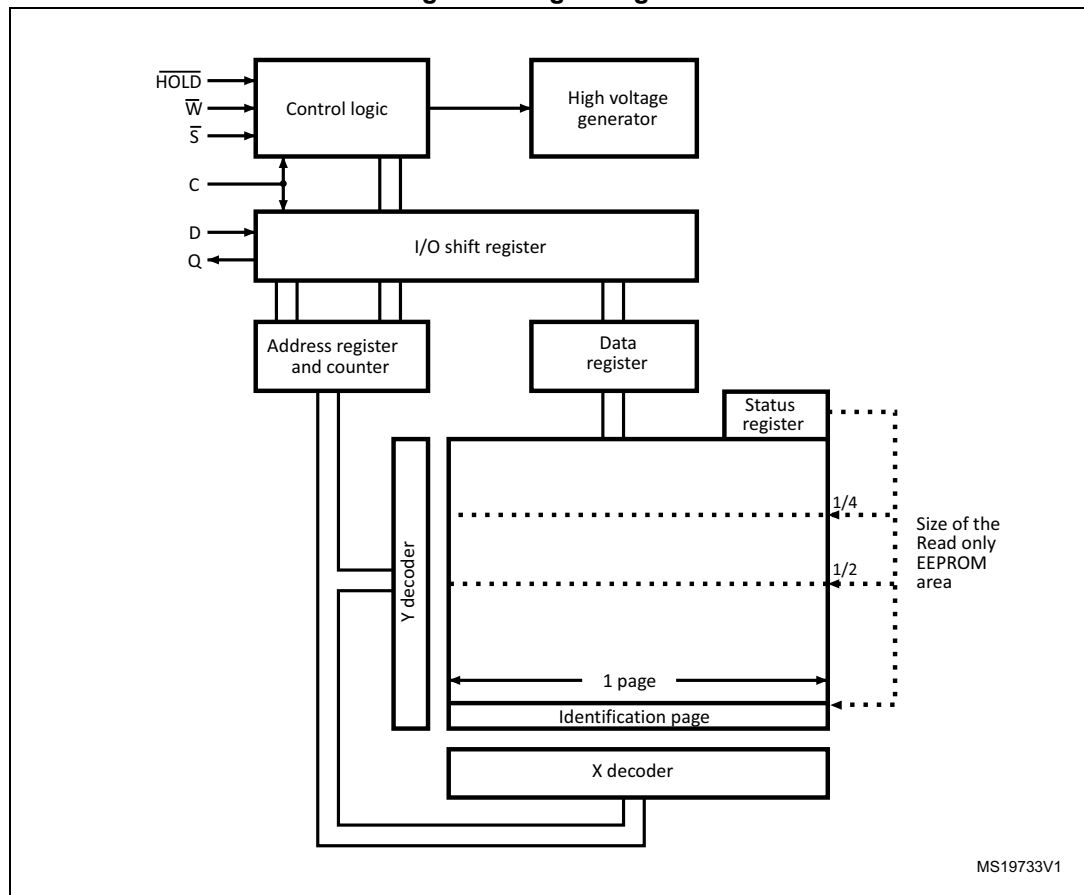 HOLD
W
S
C
D
Q
Control logic
High voltage
generator
I/O shift register
Address register
and counter
Data
register
Status
register
Y decoder
1/4
1/2
Size of the
Read only
EEPROM
area
1 page
Identification page
X decoder
MS19733V1